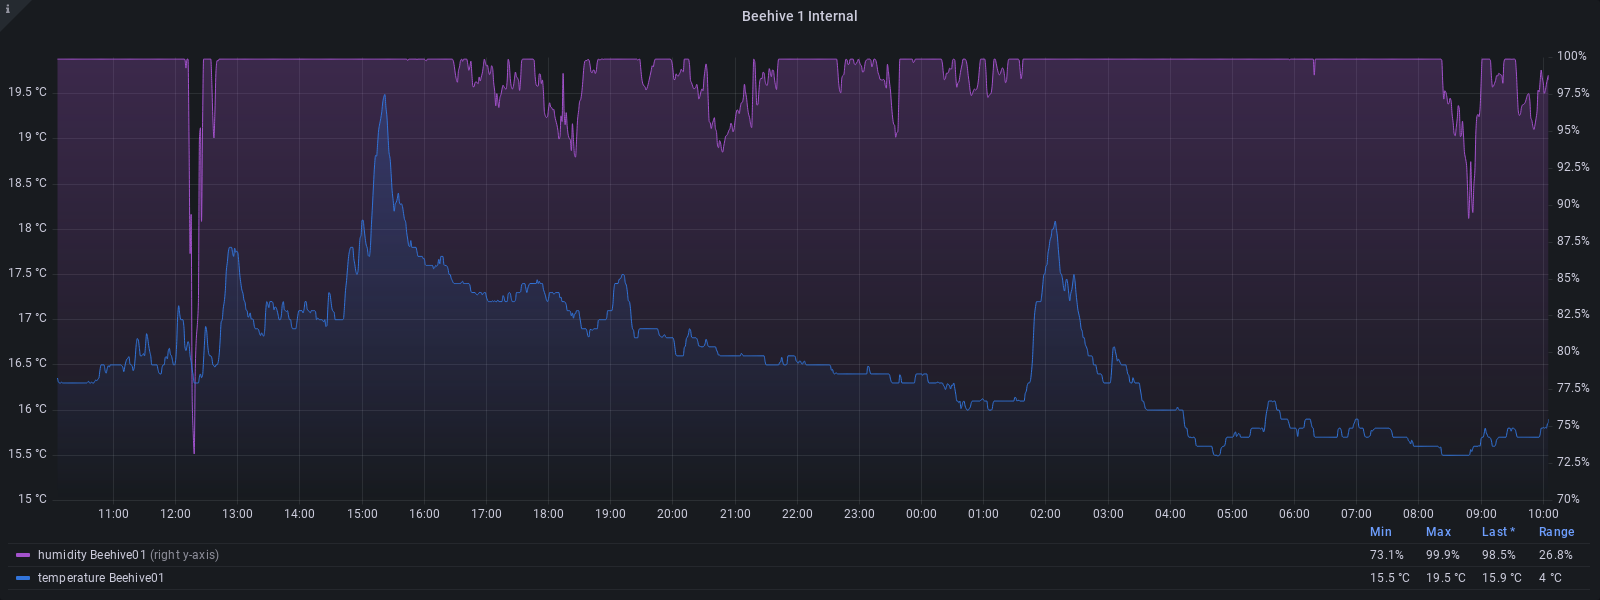 i
Beehive 1 Internal
100%
19.5 °C 97.5%
19 °C 95%
18.5 °C 92.5%
18 °C 90%
17.5 °C 87.5%
17 °C 85%
16.5 °C 82.5%
16 °C 80%
15.5 °C 77.5%
15 °C 75%
72.5%
70%
11:00 12:00 13:00 14:00 15:00 16:00 17:00 18:00 19:00 20:00 21:00 22:00 23:00 00:00 01:00 02:00 03:00 04:00 05:00 06:00 07:00 08:00 09:00 10:00
Min Max Last * Range
humidity Beehive01 (right y-axis) 73.1% 99.9% 98.5% 26.8%
temperature Beehive01 15.5 °C 19.5 °C 15.9 °C 4 °C